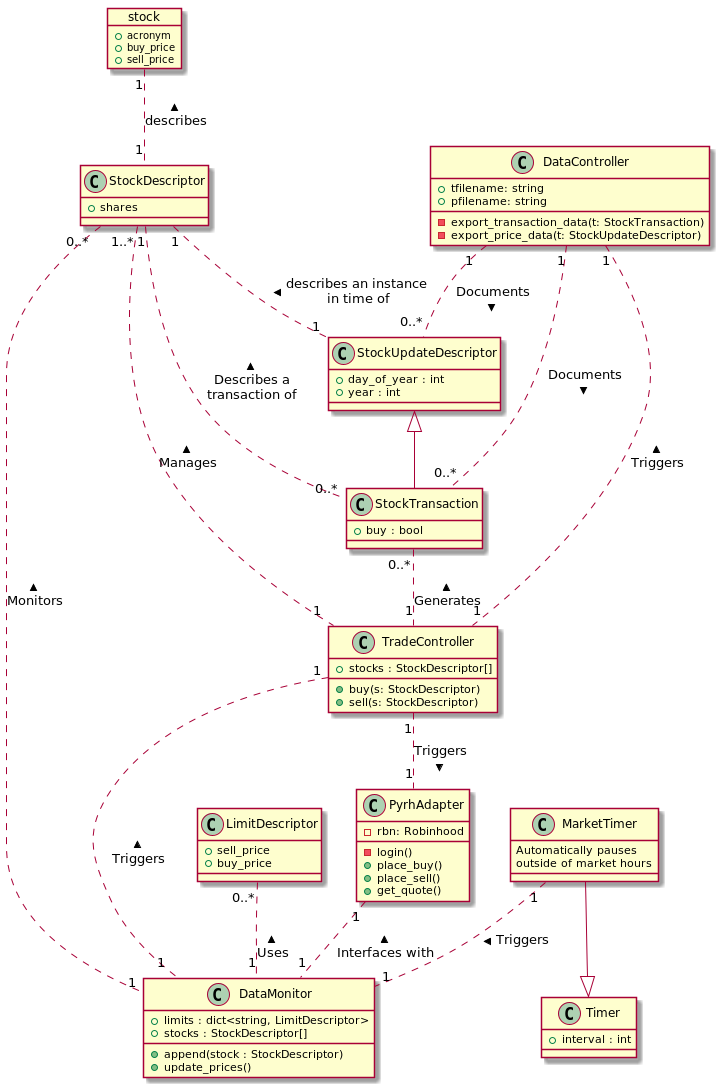 stock
acronym
buy_price
sell_price
1
describes
1
C StockDescriptor
shares
0..*
1..*
1
1
C DataController
tfilename: string
pfilename: string
export_transaction_data(t: StockTransaction)
export_price_data(t: StockUpdateDescriptor)
1
1
1
describes an instance
in time of
Documents
1
0..*
C StockUpdateDescriptor
day_of_year : int
year : int
Describes a
transaction of
Documents
Manages
Triggers
0..*
0..*
C StockTransaction
buy : bool
0..*
Monitors
Generates
1
1
1
C TradeController
stocks : StockDescriptor[]
buy(s: StockDescriptor)
sell(s: StockDescriptor)
1
1
Triggers
1
C PyrhAdapter
rbn: Robinhood
login()
place_buy()
place_sell()
get_quote()
C LimitDescriptor
sell_price
buy_price
C MarketTimer
Automatically pauses
outside of market hours
Triggers
0..*
1
1
Uses
Interfaces with
Triggers
1
1
1
1
1
C DataMonitor
limits : dict<string, LimitDescriptor>
stocks : StockDescriptor[]
append(stock : StockDescriptor)
update_prices()
C Timer
interval : int